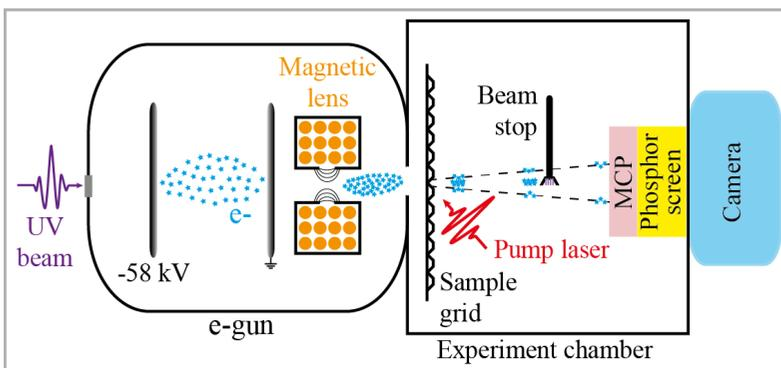 UV
beam
-58 kV
e-
Magnetic
lens
e-gun
Beam
stop
Pump laser
Sample
grid
MCP
Phosphor
screen
Camera
Experiment chamber